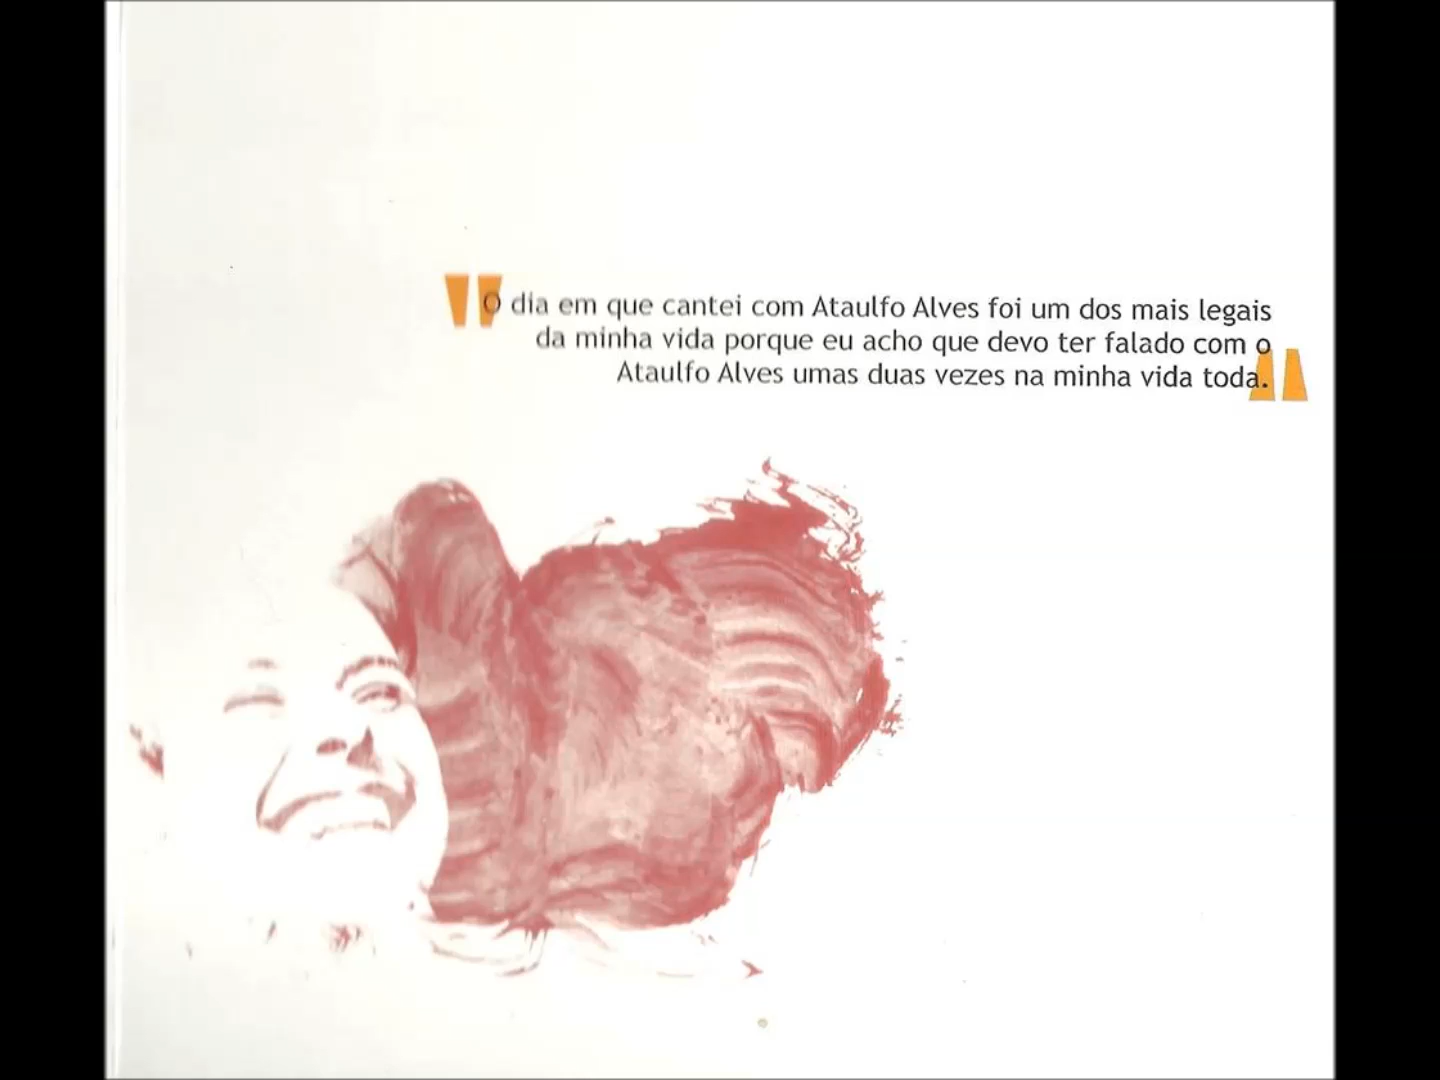 "O dia em que cantei com Ataulfo Alves foi um dos mais legais
da minha vida porque eu acho que devo ter falado com o
Ataulfo Alves umas duas vezes na minha vida toda."